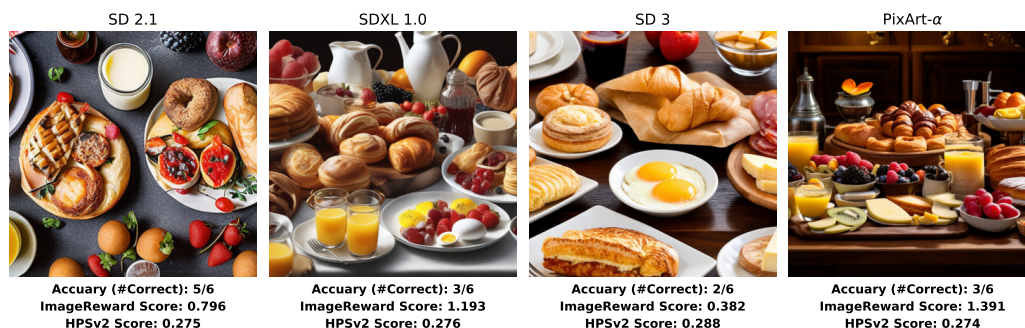 SD 2.1
SDXL 1.0
SD 3
PixArt-α
Accuary (#Correct): 5/6
ImageReward Score: 0.796
HPSv2 Score: 0.275
Accuary (#Correct): 3/6
ImageReward Score: 1.193
HPSv2 Score: 0.276
Accuary (#Correct): 2/6
ImageReward Score: 0.382
HPSv2 Score: 0.288
Accuary (#Correct): 3/6
ImageReward Score: 1.391
HPSv2 Score: 0.274